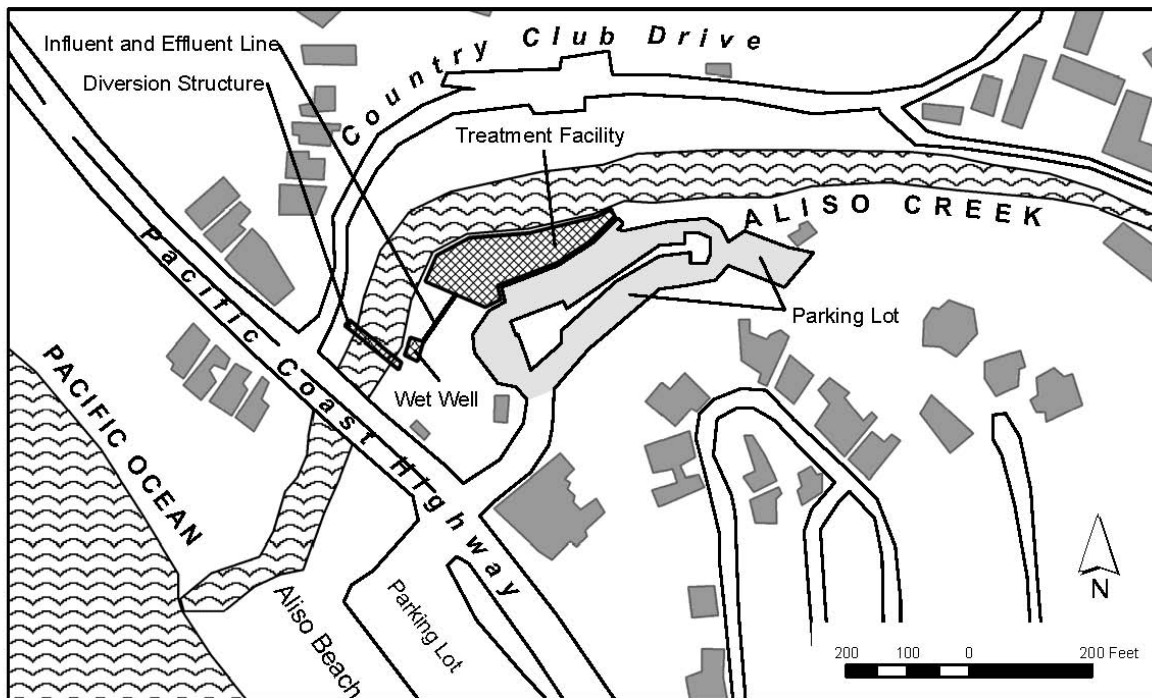 Influent and Effluent Line
Diversion Structure
Country Club Drive
Treatment Facility
ALISO CREEK
Pacific Coast Highway
Parking Lot
Wet Well
PACIFIC OCEAN
Aliso Beach
Parking Lot
N
200 100 0 200 Feet